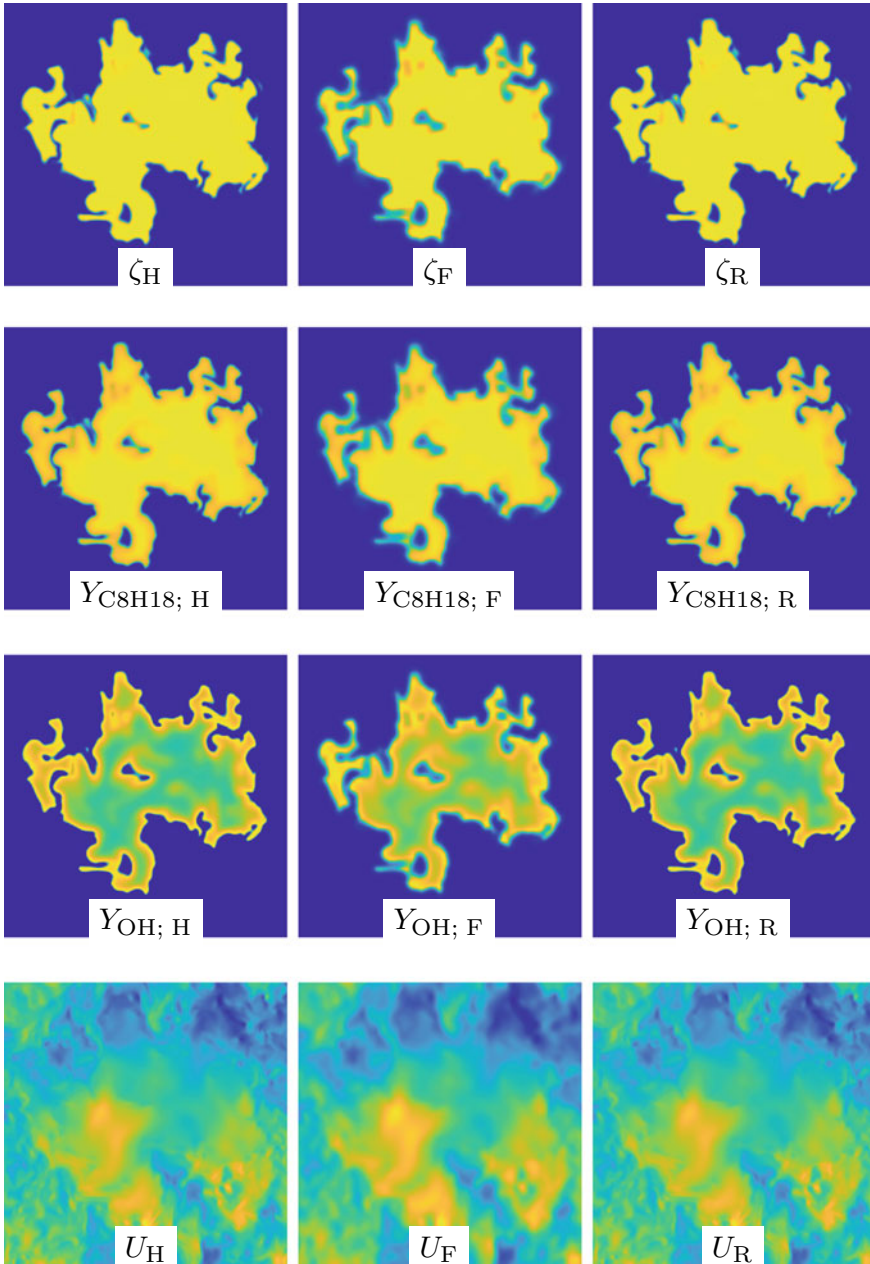 ζH
ζF
ζR
YC8H18; H
YC8H18; F
YC8H18; R
YOH; H
YOH; F
YOH; R
UH
UF
UR